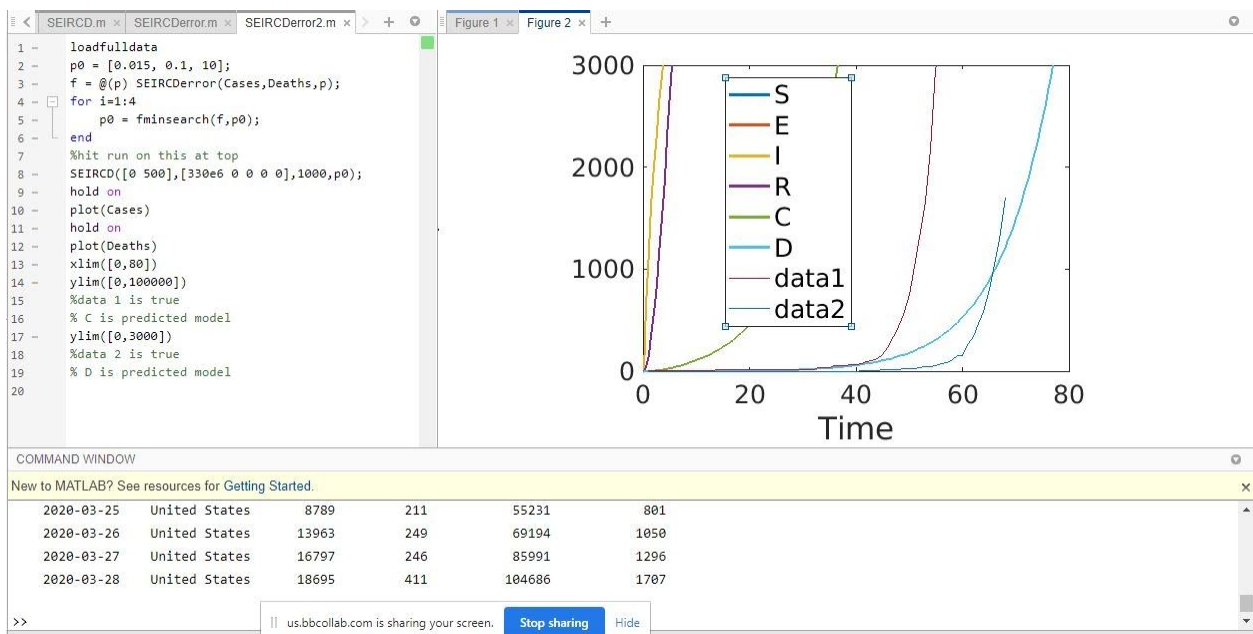 SEIRCD.m × SEIRCDerror.m × SEIRCDerror2.m ×
Figure 1 × Figure 2 ×
1 loadfulldata
2 p0 = [0.015, 0.1, 10];
3 f = @(p) SEIRCDerror(Cases,Deaths,p);
4 for i=1:4
5 p0 = fminsearch(f,p0);
6 end
7 %hit run on this at top
8 SEIRCD([0 500],[330e6 0 0 0 0],1000,p0);
9 hold on
10 plot(Cases)
11 hold on
12 plot(Deaths)
13 xlim([0,80])
14 ylim([0,100000])
15 %data 1 is true
16 % C is predicted model
17 ylim([0,3000])
18 %data 2 is true
19 % D is predicted model
20
3000
2000
1000
0
S
E
I
R
C
D
data1
data2
0 20 40 60 80
Time
COMMAND WINDOW
New to MATLAB? See resources for Getting Started.
2020-03-25 United States 8789 211 55231 801
2020-03-26 United States 13963 249 69194 1050
2020-03-27 United States 16797 246 85991 1296
2020-03-28 United States 18695 411 104686 1707
>>
us.bbcollab.com is sharing your screen. Stop sharing Hide